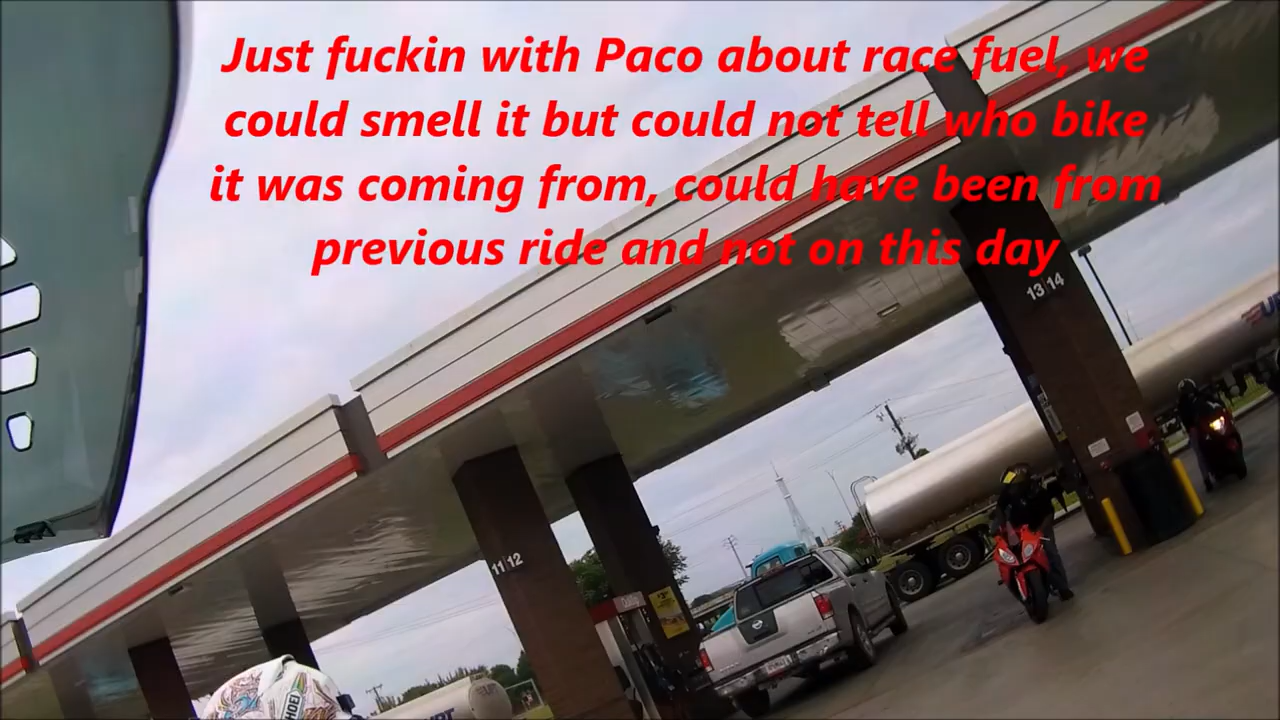 Just fuckin with Paco about race fuel, we
could smell it but could not tell who bike
it was coming from, could have been from
previous ride and not on this day
13 14
11 12
SHOEI